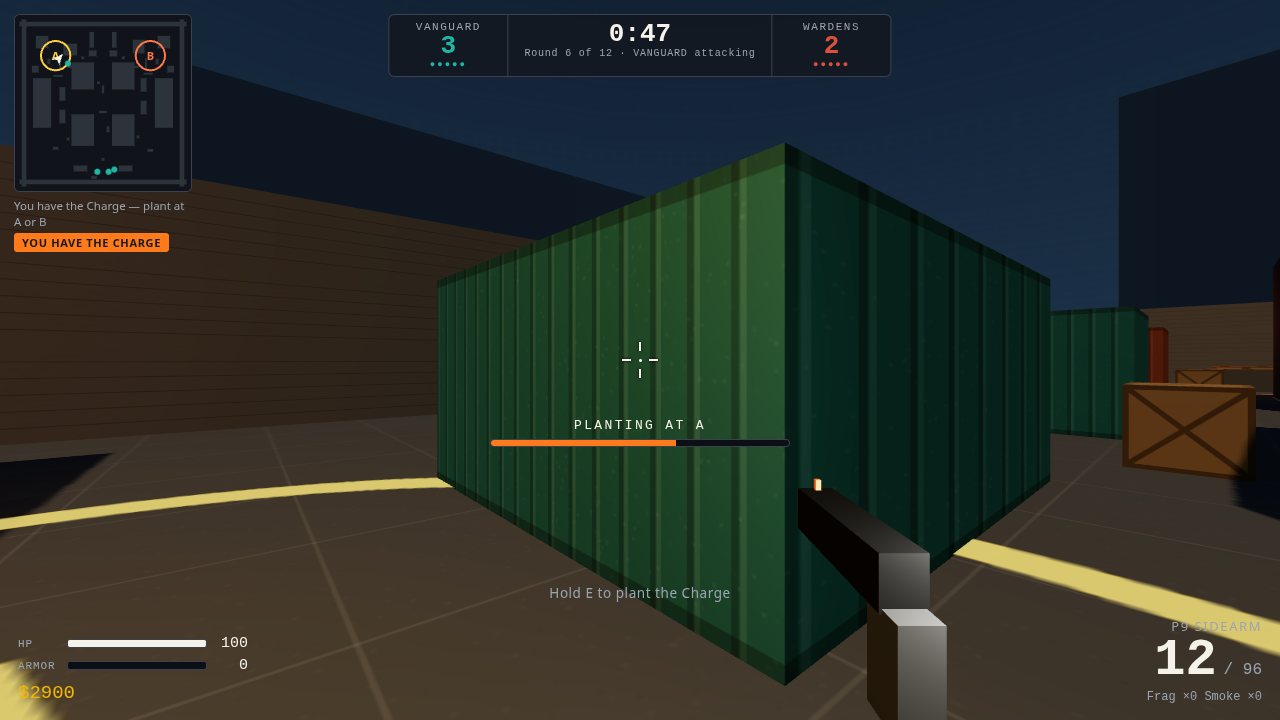 VANGUARD
3
0:47
Round 6 of 12 · VANGUARD attacking
WARDENS
2
A
B
You have the Charge — plant at
A or B
YOU HAVE THE CHARGE
PLANTING AT A
Hold E to plant the Charge
HP 100
ARMOR 0
$2900
P9 SIDEARM
12 / 96
Frag ×0 Smoke ×0